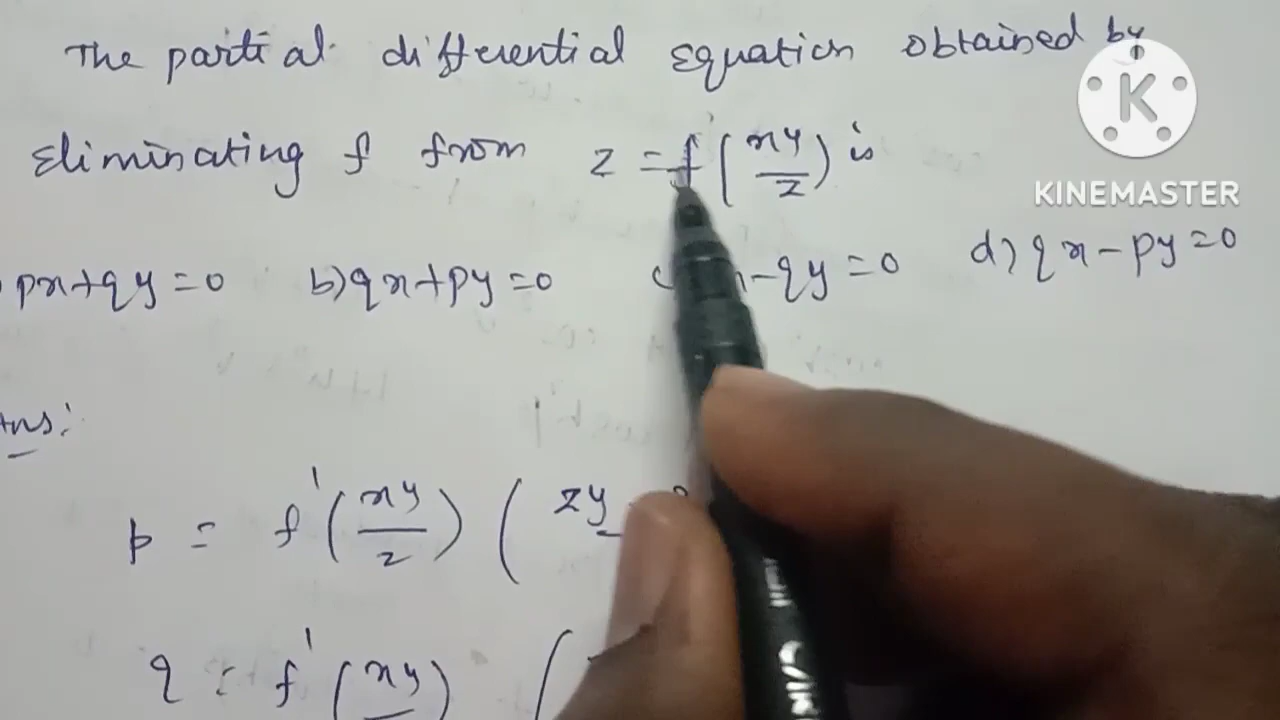 The partial differential Equation obtained by
Eliminating f from z = f (xy/z) is
KINEMASTER
px+qy=0 b) qx+py=0 -qy=0 d) qx-py=0
Ans:
p = f' (xy/z) ( zy
q = f' (xy (